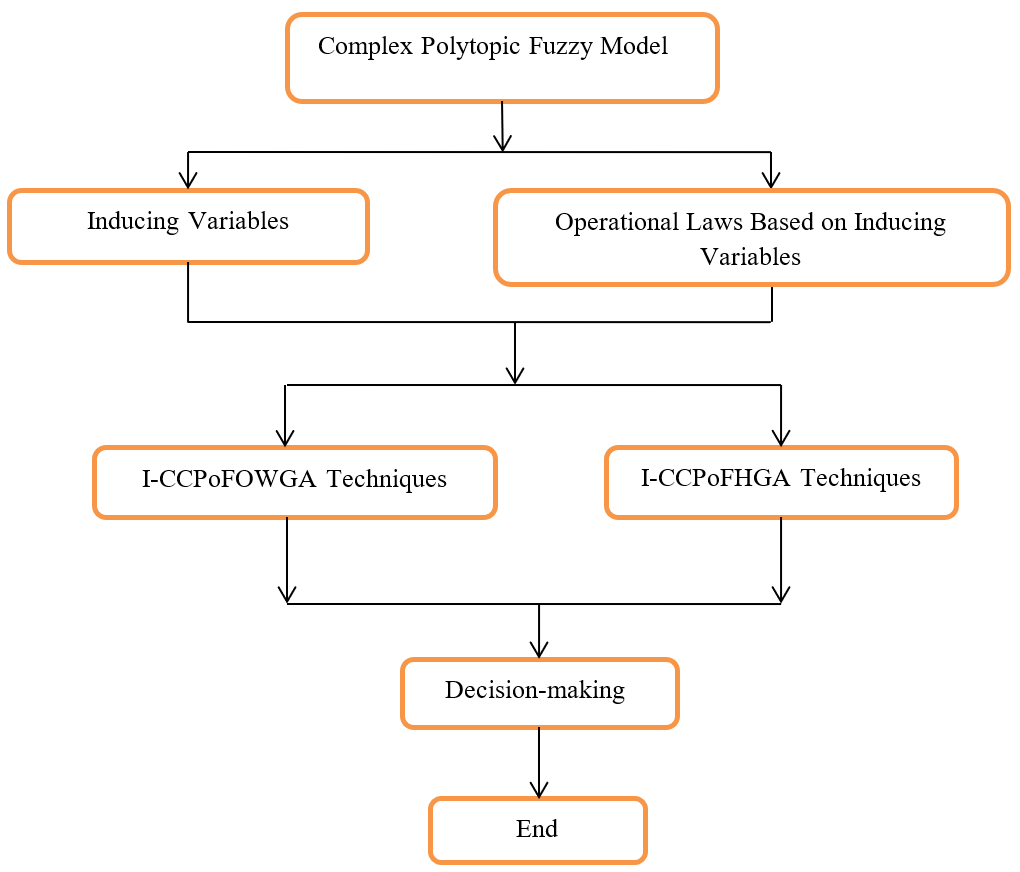 Complex Polytopic Fuzzy Model
Inducing Variables
Operational Laws Based on Inducing
Variables
I-CCPoFOWGA Techniques
I-CCPoFHGA Techniques
Decision-making
End